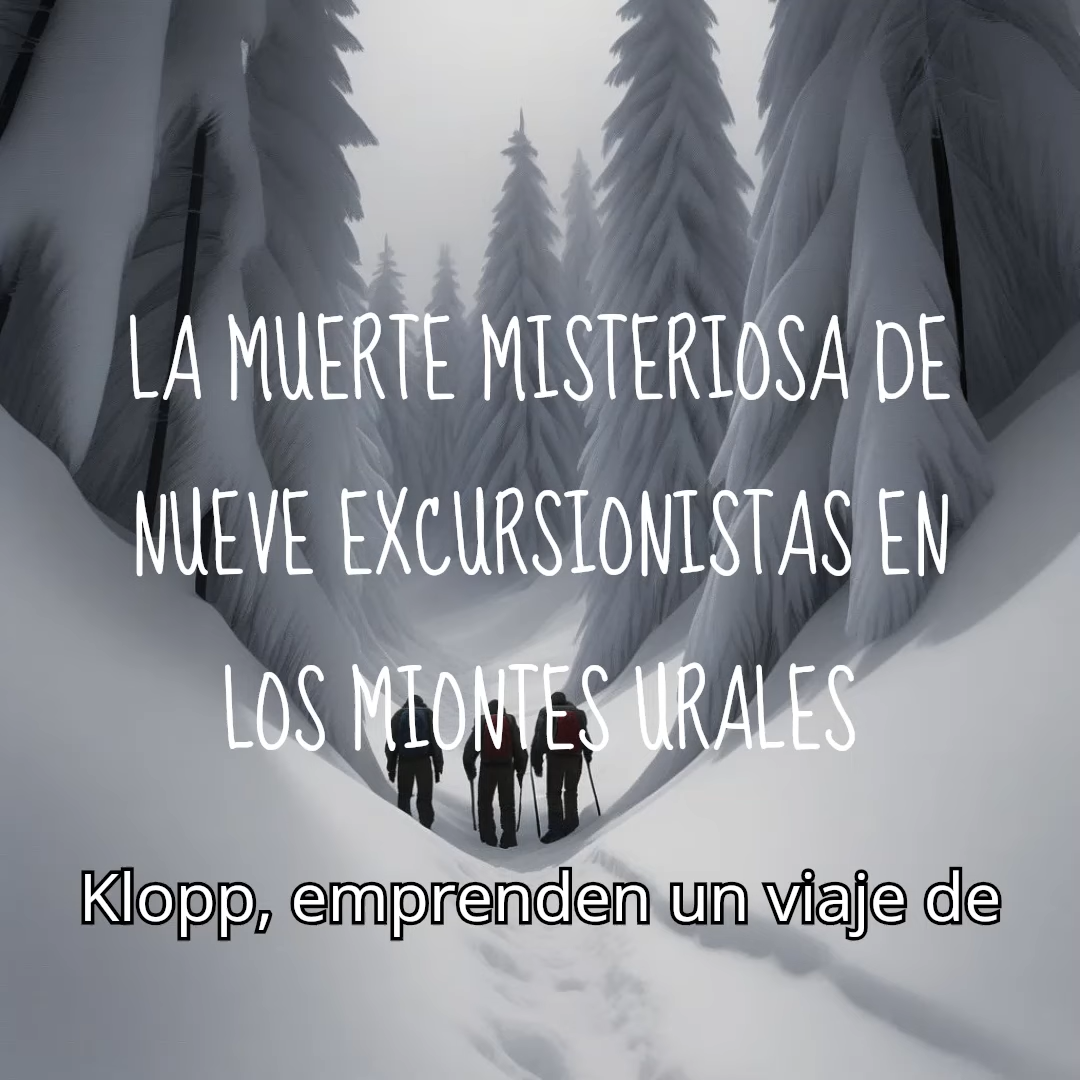 LA MUERTE MISTERIOSA DE
NUEVE EXCURSIONISTAS EN
LOS MIONTES URALES
Klopp, emprenden un viaje de